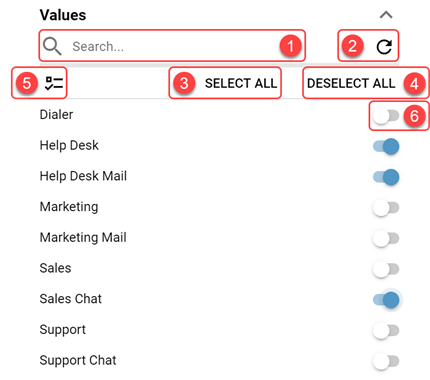 Values
Search... 1 2
5 3 SELECT ALL DESELECT ALL 4
Dialer 6
Help Desk
Help Desk Mail
Marketing
Marketing Mail
Sales
Sales Chat
Support
Support Chat